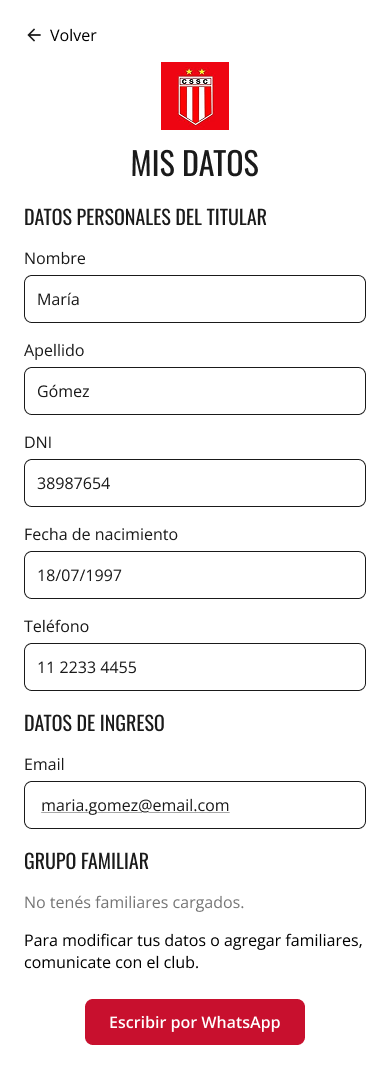 Volver
CSSC
MIS DATOS
DATOS PERSONALES DEL TITULAR
Nombre
María
Apellido
Gómez
DNI
38987654
Fecha de nacimiento
18/07/1997
Teléfono
11 2233 4455
DATOS DE INGRESO
Email
maria.gomez@email.com
GRUPO FAMILIAR
No tenés familiares cargados.
Para modificar tus datos o agregar familiares,
comunicate con el club.
Escribir por WhatsApp